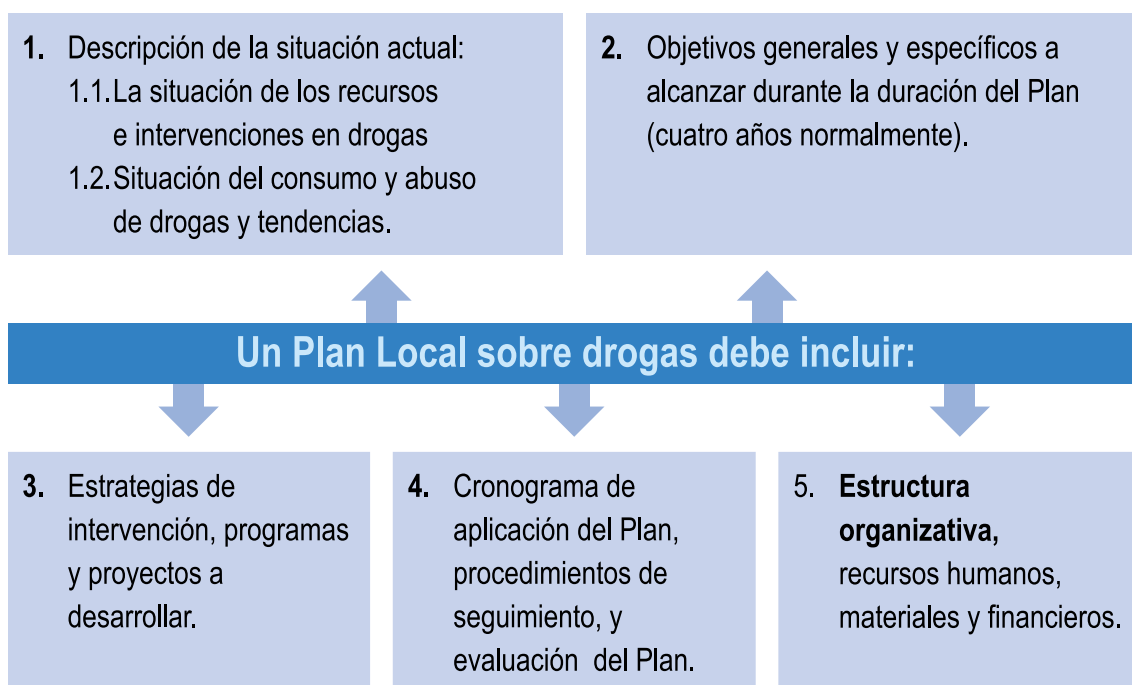 1. Descripción de la situación actual:
1.1. La situación de los recursos
e intervenciones en drogas
1.2. Situación del consumo y abuso
de drogas y tendencias.
2. Objetivos generales y específicos a
alcanzar durante la duración del Plan
(cuatro años normalmente).
Un Plan Local sobre drogas debe incluir:
3. Estrategias de
intervención, programas
y proyectos a
desarrollar.
4. Cronograma de
aplicación del Plan,
procedimientos de
seguimiento, y
evaluación del Plan.
5. Estructura
organizativa,
recursos humanos,
materiales y financieros.